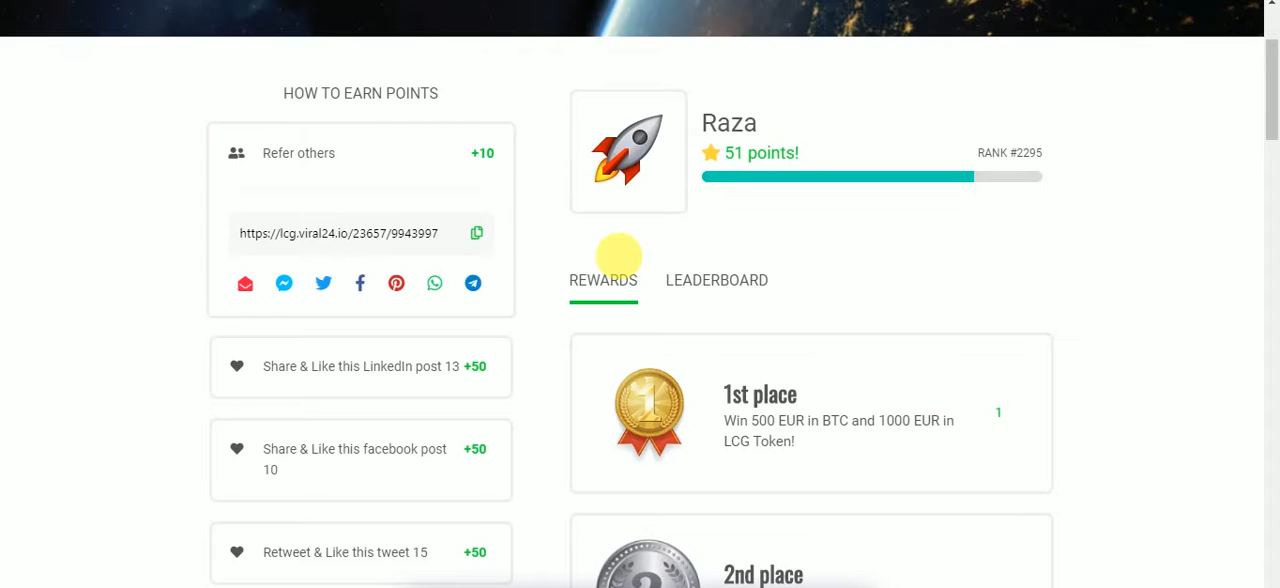 HOW TO EARN POINTS
Refer others +10
https://lcg.viral24.io/23657/9943997
Share & Like this LinkedIn post 13 +50
Share & Like this facebook post +50
10
Retweet & Like this tweet 15 +50
Raza
51 points! RANK #2295
REWARDS LEADERBOARD
1
1st place
Win 500 EUR in BTC and 1000 EUR in
LCG Token!
1
2
2nd place